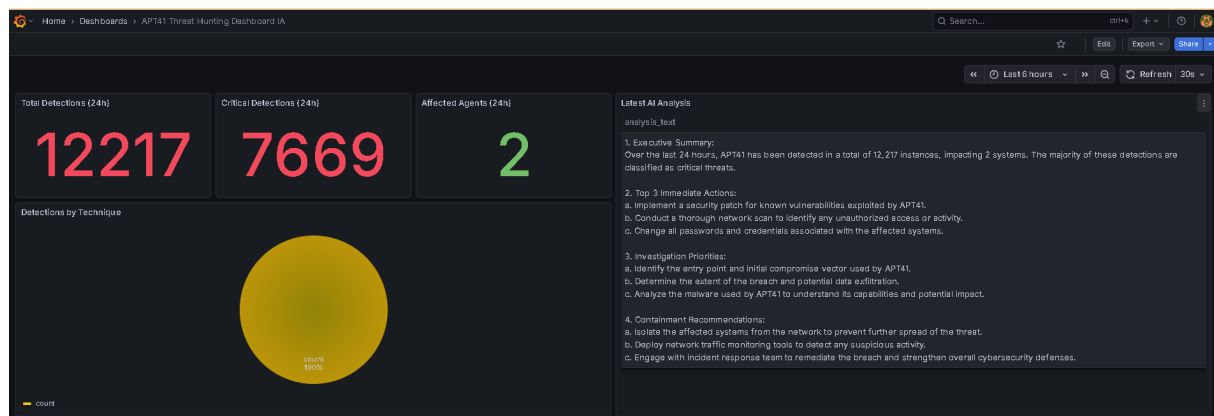 Home › Dashboards › APT41 Threat Hunting Dashboard IA
Search...
ctrl+k
Edit
Export
Share
Last 6 hours
Refresh
30s
Total Detections (24h)
12217
Critical Detections (24h)
7669
Affected Agents (24h)
2
Detections by Technique
count
100%
count
Latest AI Analysis
analysis_text
1. Executive Summary:
Over the last 24 hours, APT41 has been detected in a total of 12,217 instances, impacting 2 systems. The majority of these detections are
classified as critical threats.
2. Top 3 Immediate Actions:
a. Implement a security patch for known vulnerabilities exploited by APT41.
b. Conduct a thorough network scan to identify any unauthorized access or activity.
c. Change all passwords and credentials associated with the affected systems.
3. Investigation Priorities:
a. Identify the entry point and initial compromise vector used by APT41.
b. Determine the extent of the breach and potential data exfiltration.
c. Analyze the malware used by APT41 to understand its capabilities and potential impact.
4. Containment Recommendations:
a. Isolate the affected systems from the network to prevent further spread of the threat.
b. Deploy network traffic monitoring tools to detect any suspicious activity.
c. Engage with incident response team to remediate the breach and strengthen overall cybersecurity defenses.